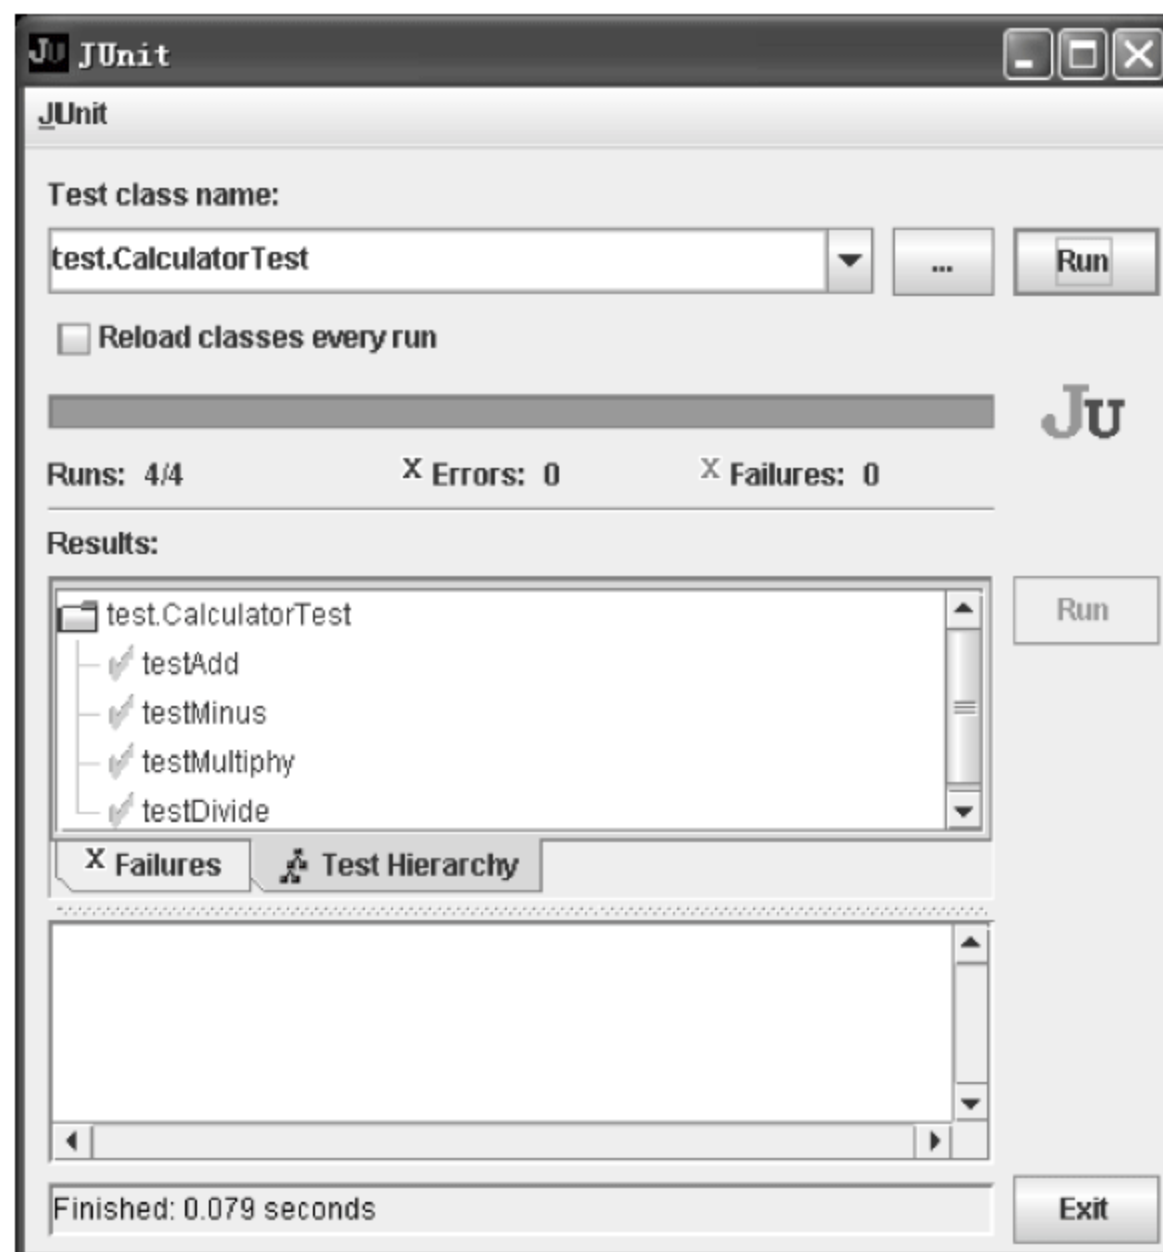 JU JUnit
JUnit
Test class name:
test.CalculatorTest ... Run
Reload classes every run
JU
Runs: 4/4 X Errors: 0 X Failures: 0
Results:
test.CalculatorTest
Run
testAdd
testMinus
testMultiphy
testDivide
X Failures Test Hierarchy
Finished: 0.079 seconds
Exit